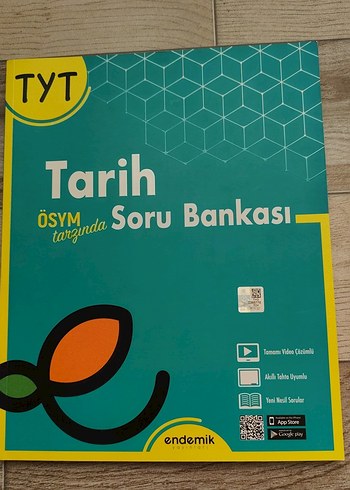 TYT
Tarih
ÖSYM
tarzında
Soru Bankası
Tamamı Video Çözümlü
Akıllı Tahta Uyumlu
Yeni Nesil Sorular
App Store
Google play
endemik
yayınları